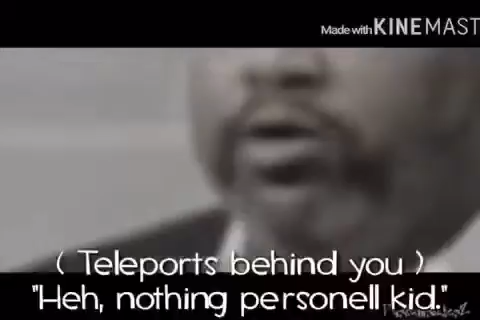 Made with KINEMAST
( Teleports behind you )
"Heh, nothing personell kid."